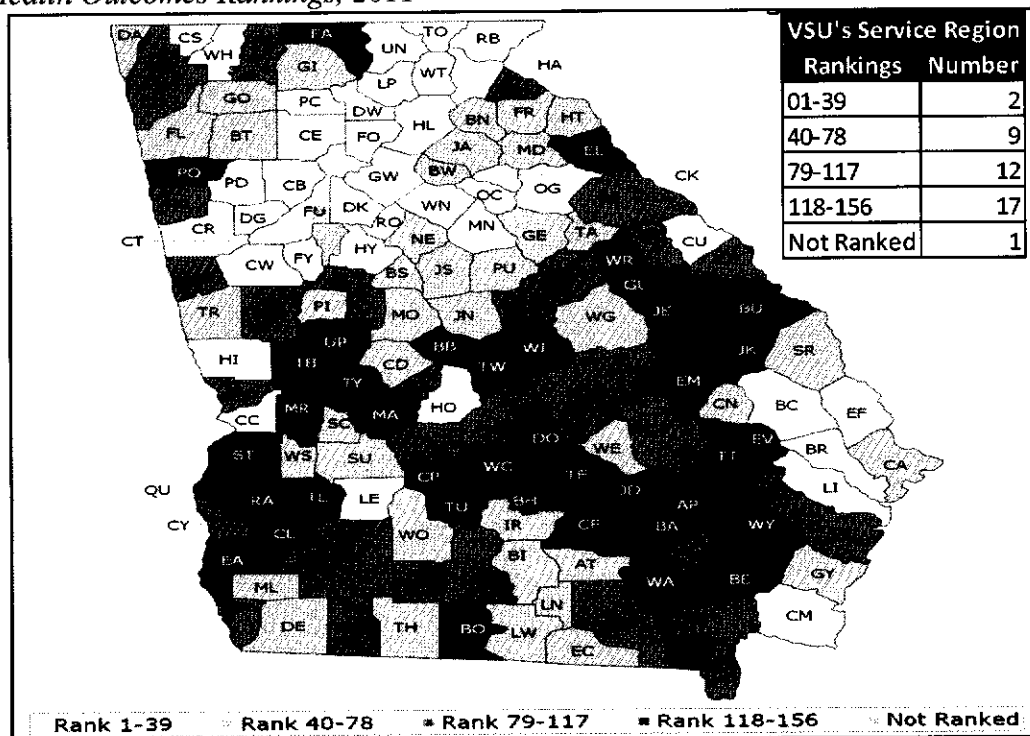 Health Outcomes Rankings, 2011
VSU's Service Region
Rankings Number
01-39 2
40-78 9
79-117 12
118-156 17
Not Ranked 1
DA CS WH FA UN TO RB
GI LP WT HA
GO PC DW HL BN FR HT
FL BT CE FO JA MD EL
PO PD CB GW BW OC OG CK
CT CR DG FU DK RO WN MN GE TA CU
CW FY HY NE JS PU WR
BS GL
TR PI MO JN WG JE BU
HI UP BB WI JK SR
TB CD TW EM
TY CN BC EF
CC MR SC MA HO EV
ST WS SU DO WE TT BR CA
QU CP WC TF JD LI
RA TL LE TU BH AP
CY CL WO IR CF BA WY
EA BI AT WA BE GY
ML LN CM
DE TH BO LW EC
Rank 1-39 Rank 40-78 Rank 79-117 Rank 118-156 Not Ranked